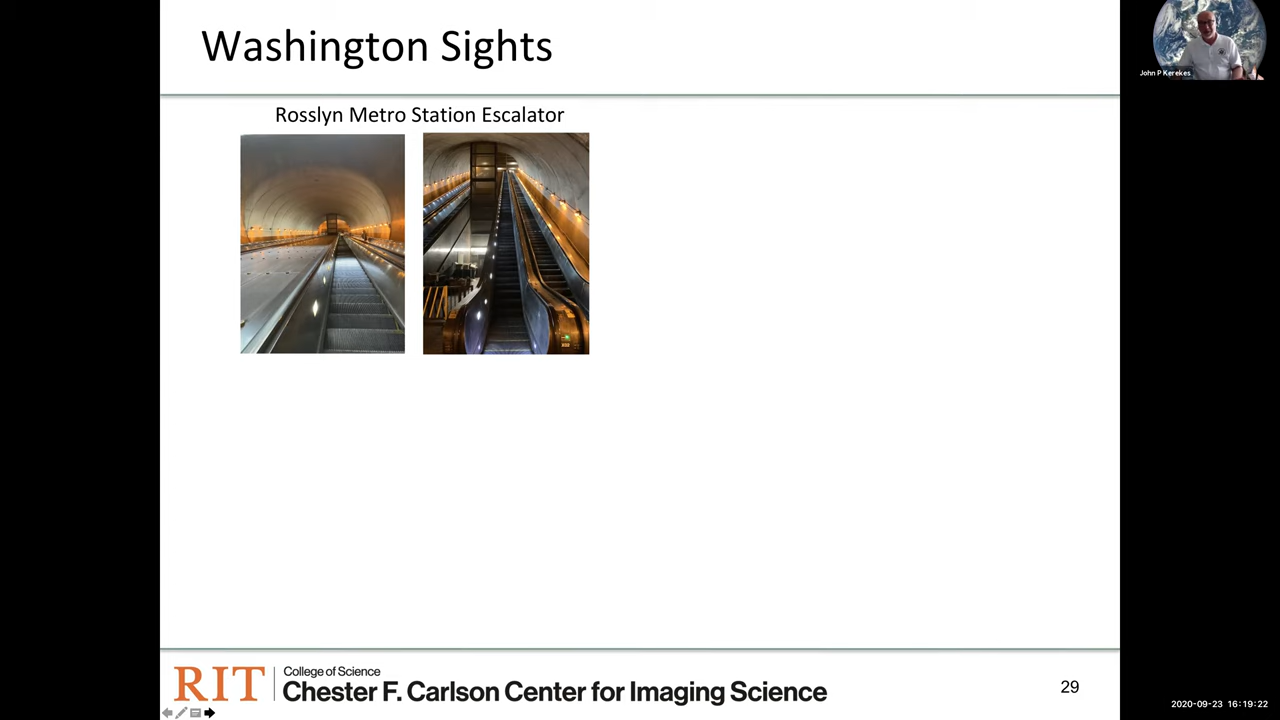 Washington Sights
John P Kerekes
Rosslyn Metro Station Escalator
RIT
College of Science
Chester F. Carlson Center for Imaging Science
29
2020-09-23 16:19:22